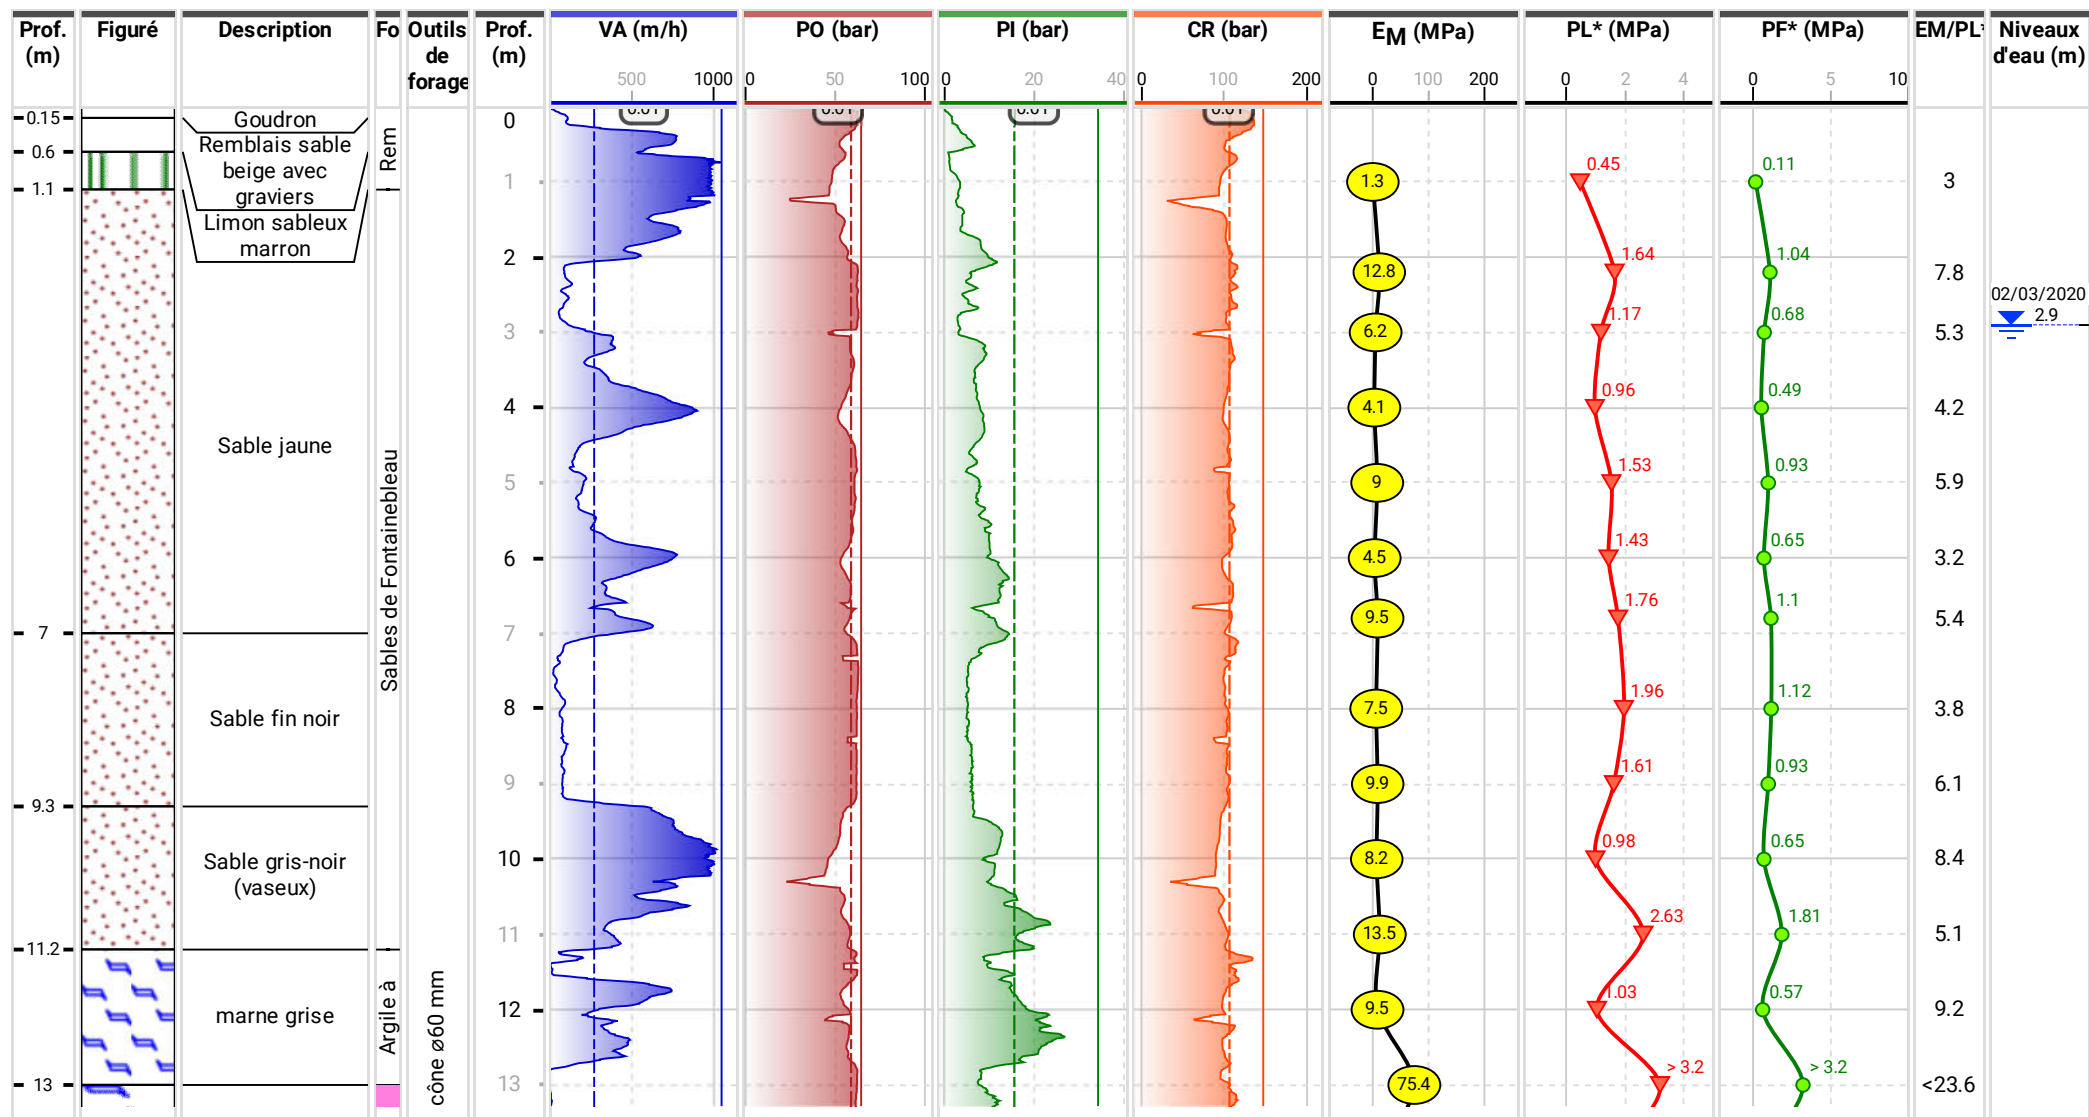 Prof. (m)
Figuré
Description
Fo
Outils de forage
Prof. (m)
VA (m/h)
500 1000
PO (bar)
0 50 100
PI (bar)
0 20 40
CR (bar)
0 100 200
EM (MPa)
0 100 200
PL* (MPa)
0 2 4
PF* (MPa)
0 5 10
EM/PL*
Niveaux d'eau (m)
0.15
0.6
1.1
7
9.3
11.2
13
Goudron
Remblais sable
beige avec
graviers
Limon sableux
marron
Sable jaune
Sable fin noir
Sable gris-noir
(vaseux)
marne grise
Rem
Sables de Fontainebleau
Argile à
cône ø60 mm
0
1
2
3
4
5
6
7
8
9
10
11
12
13
0.01
0.01
0.01
0.01
1.3
12.8
6.2
4.1
9
4.5
9.5
7.5
9.9
8.2
13.5
9.5
75.4
0.45
1.64
1.17
0.96
1.53
1.43
1.76
1.96
1.61
0.98
2.63
1.03
> 3.2
0.11
1.04
0.68
0.49
0.93
0.65
1.1
1.12
0.93
0.65
1.81
0.57
> 3.2
3
7.8
5.3
4.2
5.9
3.2
5.4
3.8
6.1
8.4
5.1
9.2
<23.6
02/03/2020
2.9